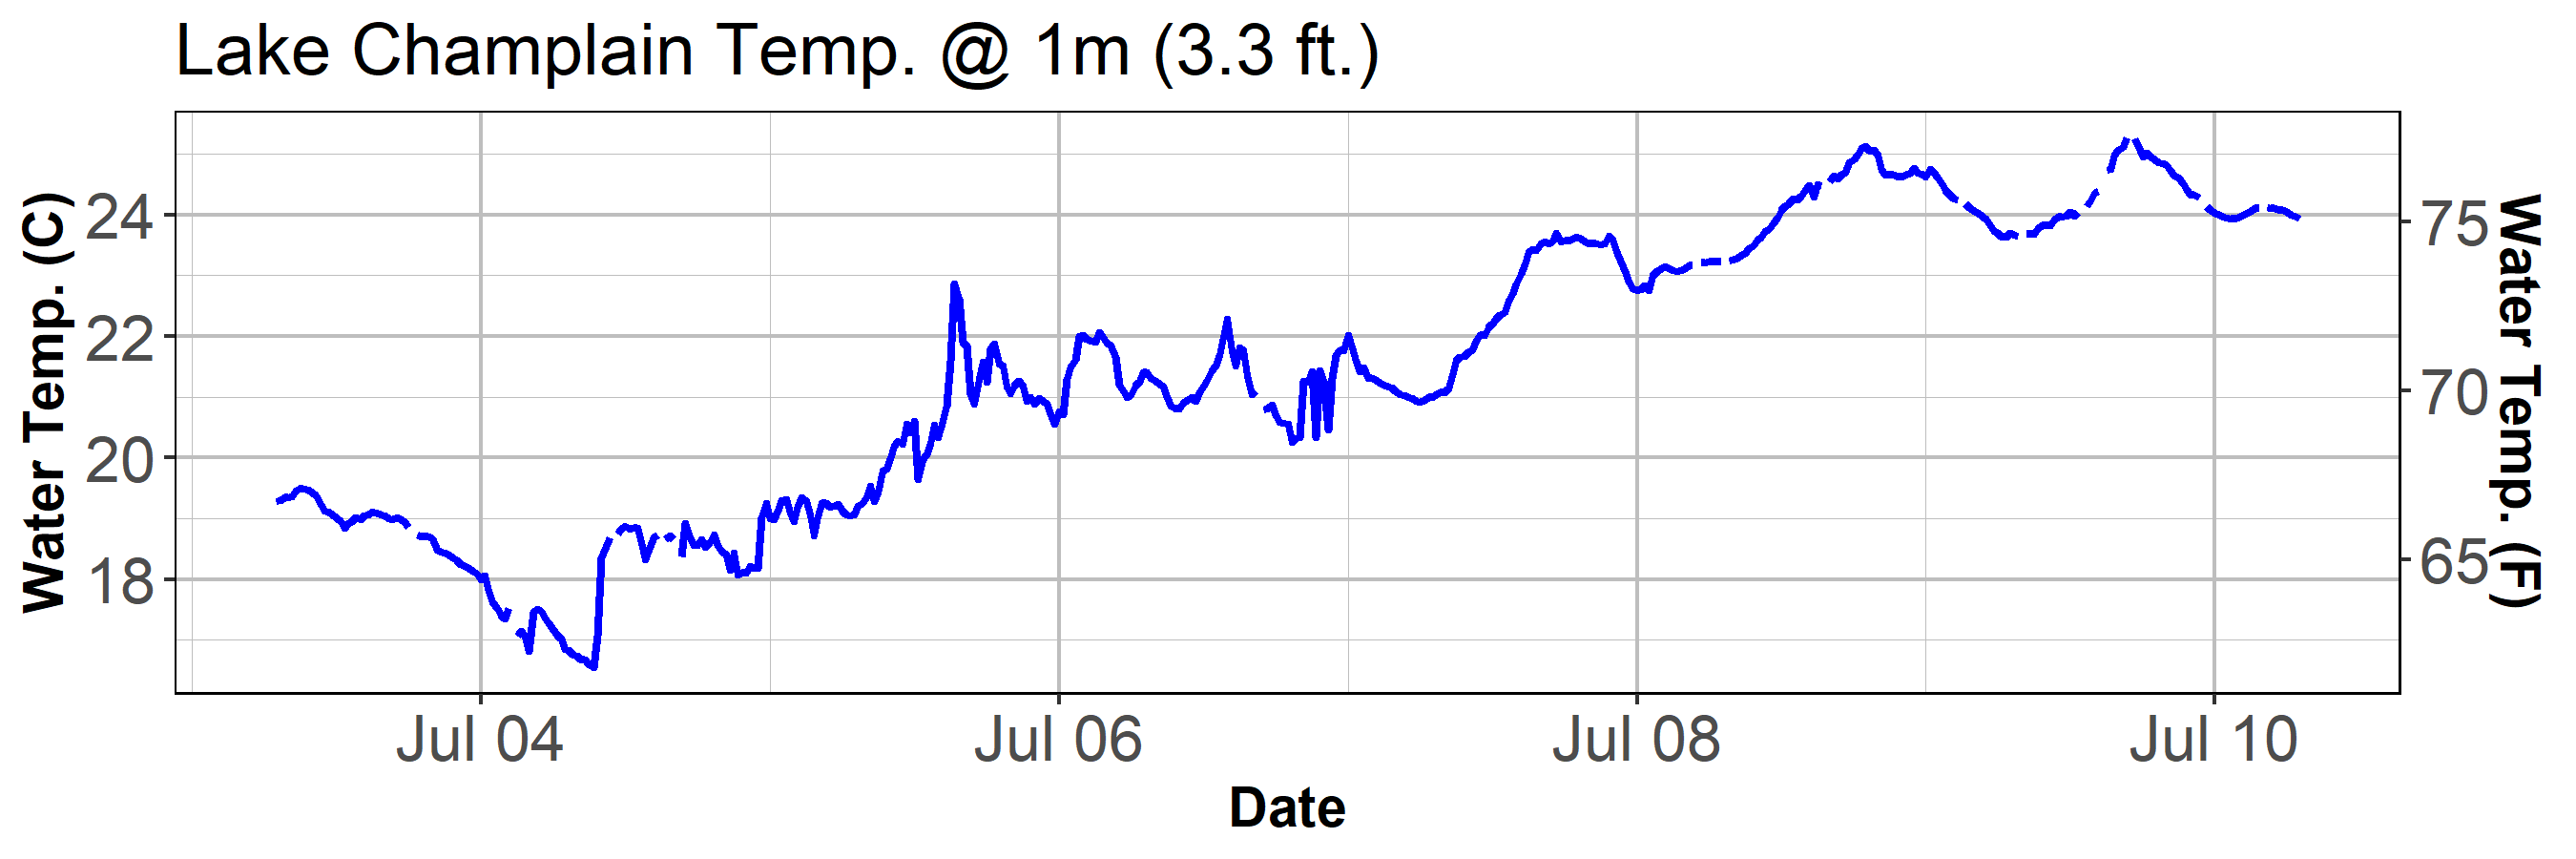 Lake Champlain Temp. @ 1m (3.3 ft.)
Water Temp. (C)
24
22
20
18
75
70
65
Water Temp. (F)
Jul 04
Jul 06
Jul 08
Jul 10
Date